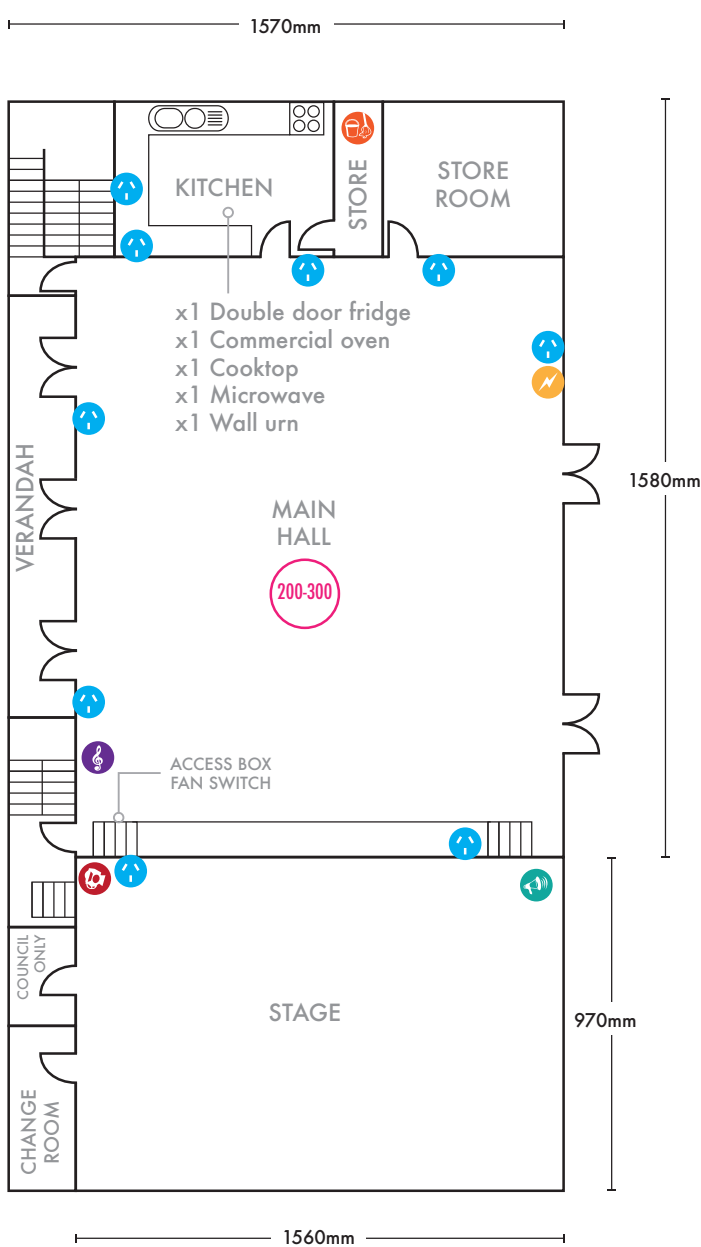 1570mm
KITCHEN
STORE
STORE
ROOM
x1 Double door fridge
x1 Commercial oven
x1 Cooktop
x1 Microwave
x1 Wall urn
VERANDAH
1580mm
MAIN
HALL
200-300
ACCESS BOX
FAN SWITCH
COUNCIL
ONLY
STAGE
970mm
CHANGE
ROOM
1560mm